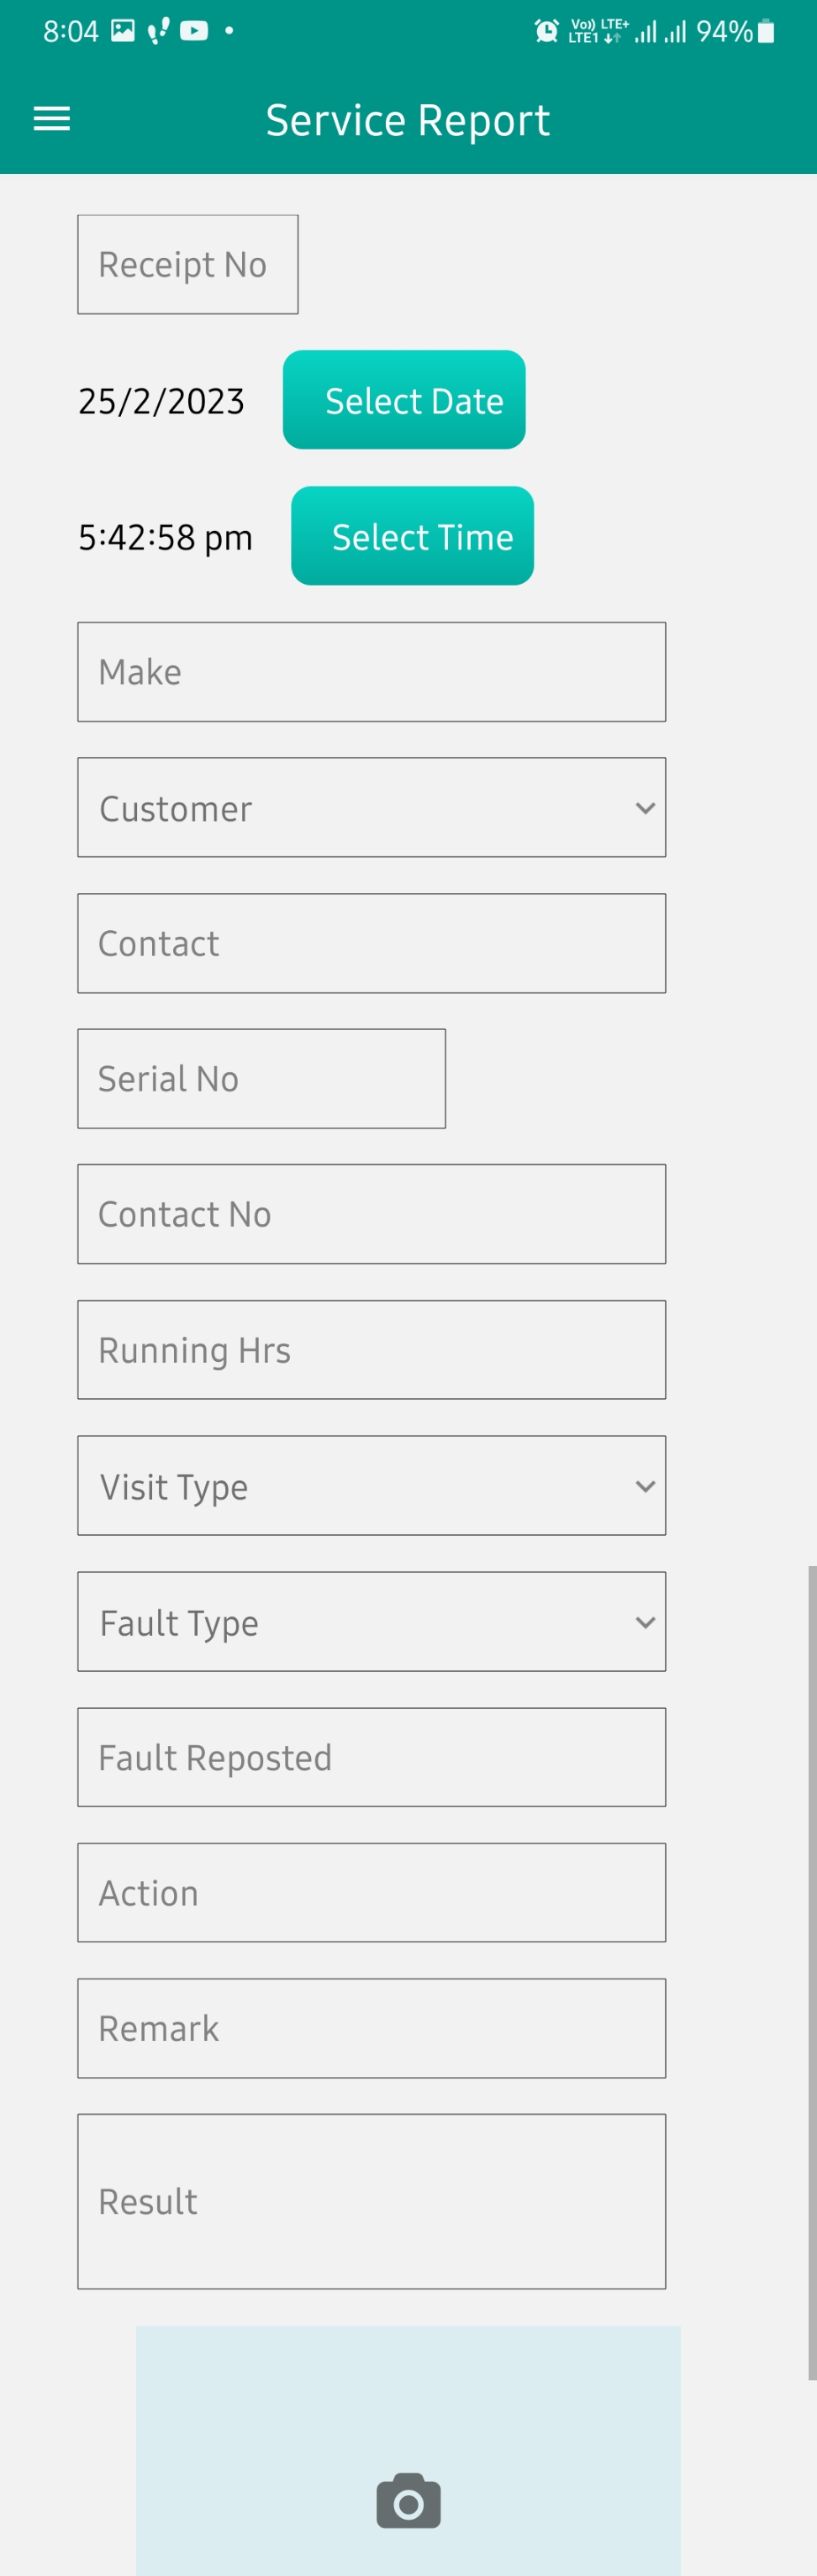 8:04 Vo)) LTE+ LTE1 94%
Service Report
Receipt No
25/2/2023 Select Date
5:42:58 pm Select Time
Make
Customer
Contact
Serial No
Contact No
Running Hrs
Visit Type
Fault Type
Fault Reposted
Action
Remark
Result